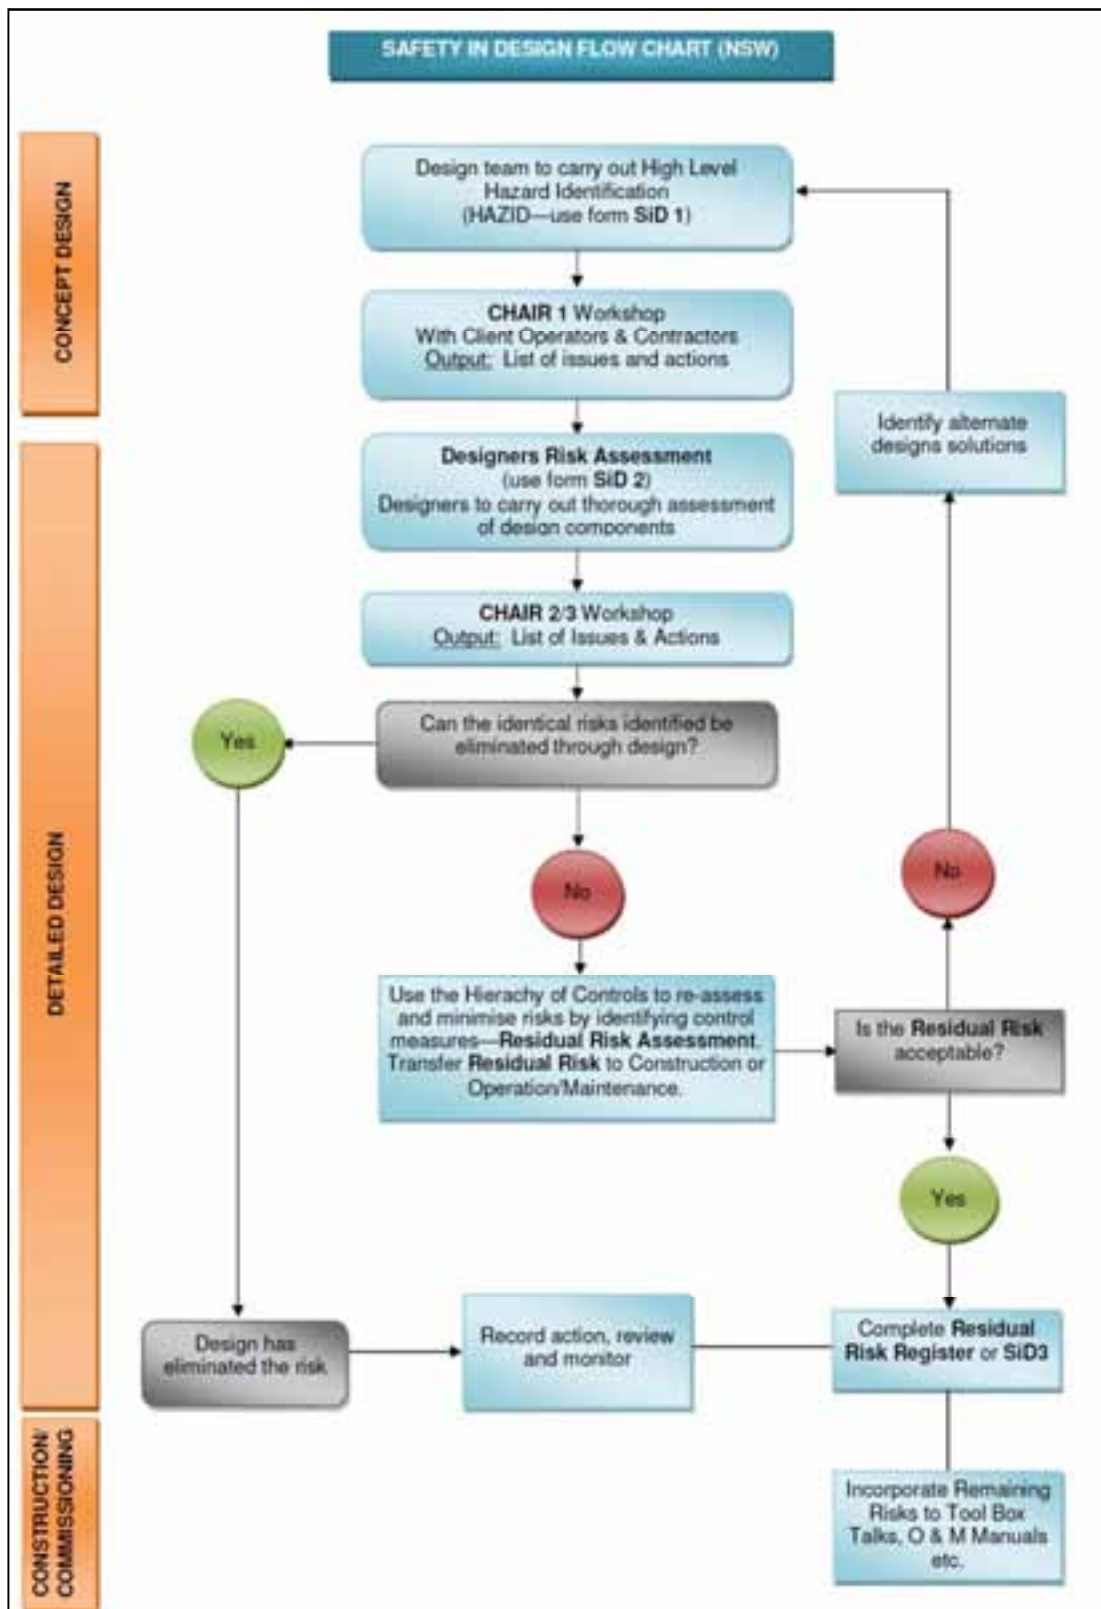 SAFETY IN DESIGN FLOW CHART (NSW)
CONCEPT DESIGN
Design team to carry out High Level
Hazard Identification
(HAZID—use form SiD 1)
CHAIR 1 Workshop
With Client Operators & Contractors
Output: List of issues and actions
Identify alternate
designs solutions
DETAILED DESIGN
Designers Risk Assessment
(use form SiD 2)
Designers to carry out thorough assessment
of design components
CHAIR 2/3 Workshop
Output: List of Issues & Actions
Can the identical risks identified be
eliminated through design?
Yes
No
No
Use the Hierachy of Controls to re-assess
and minimise risks by identifying control
measures—Residual Risk Assessment.
Transfer Residual Risk to Construction or
Operation/Maintenance.
Is the Residual Risk
acceptable?
Yes
Design has
eliminated the risk
Record action, review
and monitor
Complete Residual
Risk Register or SiD3
CONSTRUCTION/
COMMISSIONING
Incorporate Remaining
Risks to Tool Box
Talks, O & M Manuals
etc.